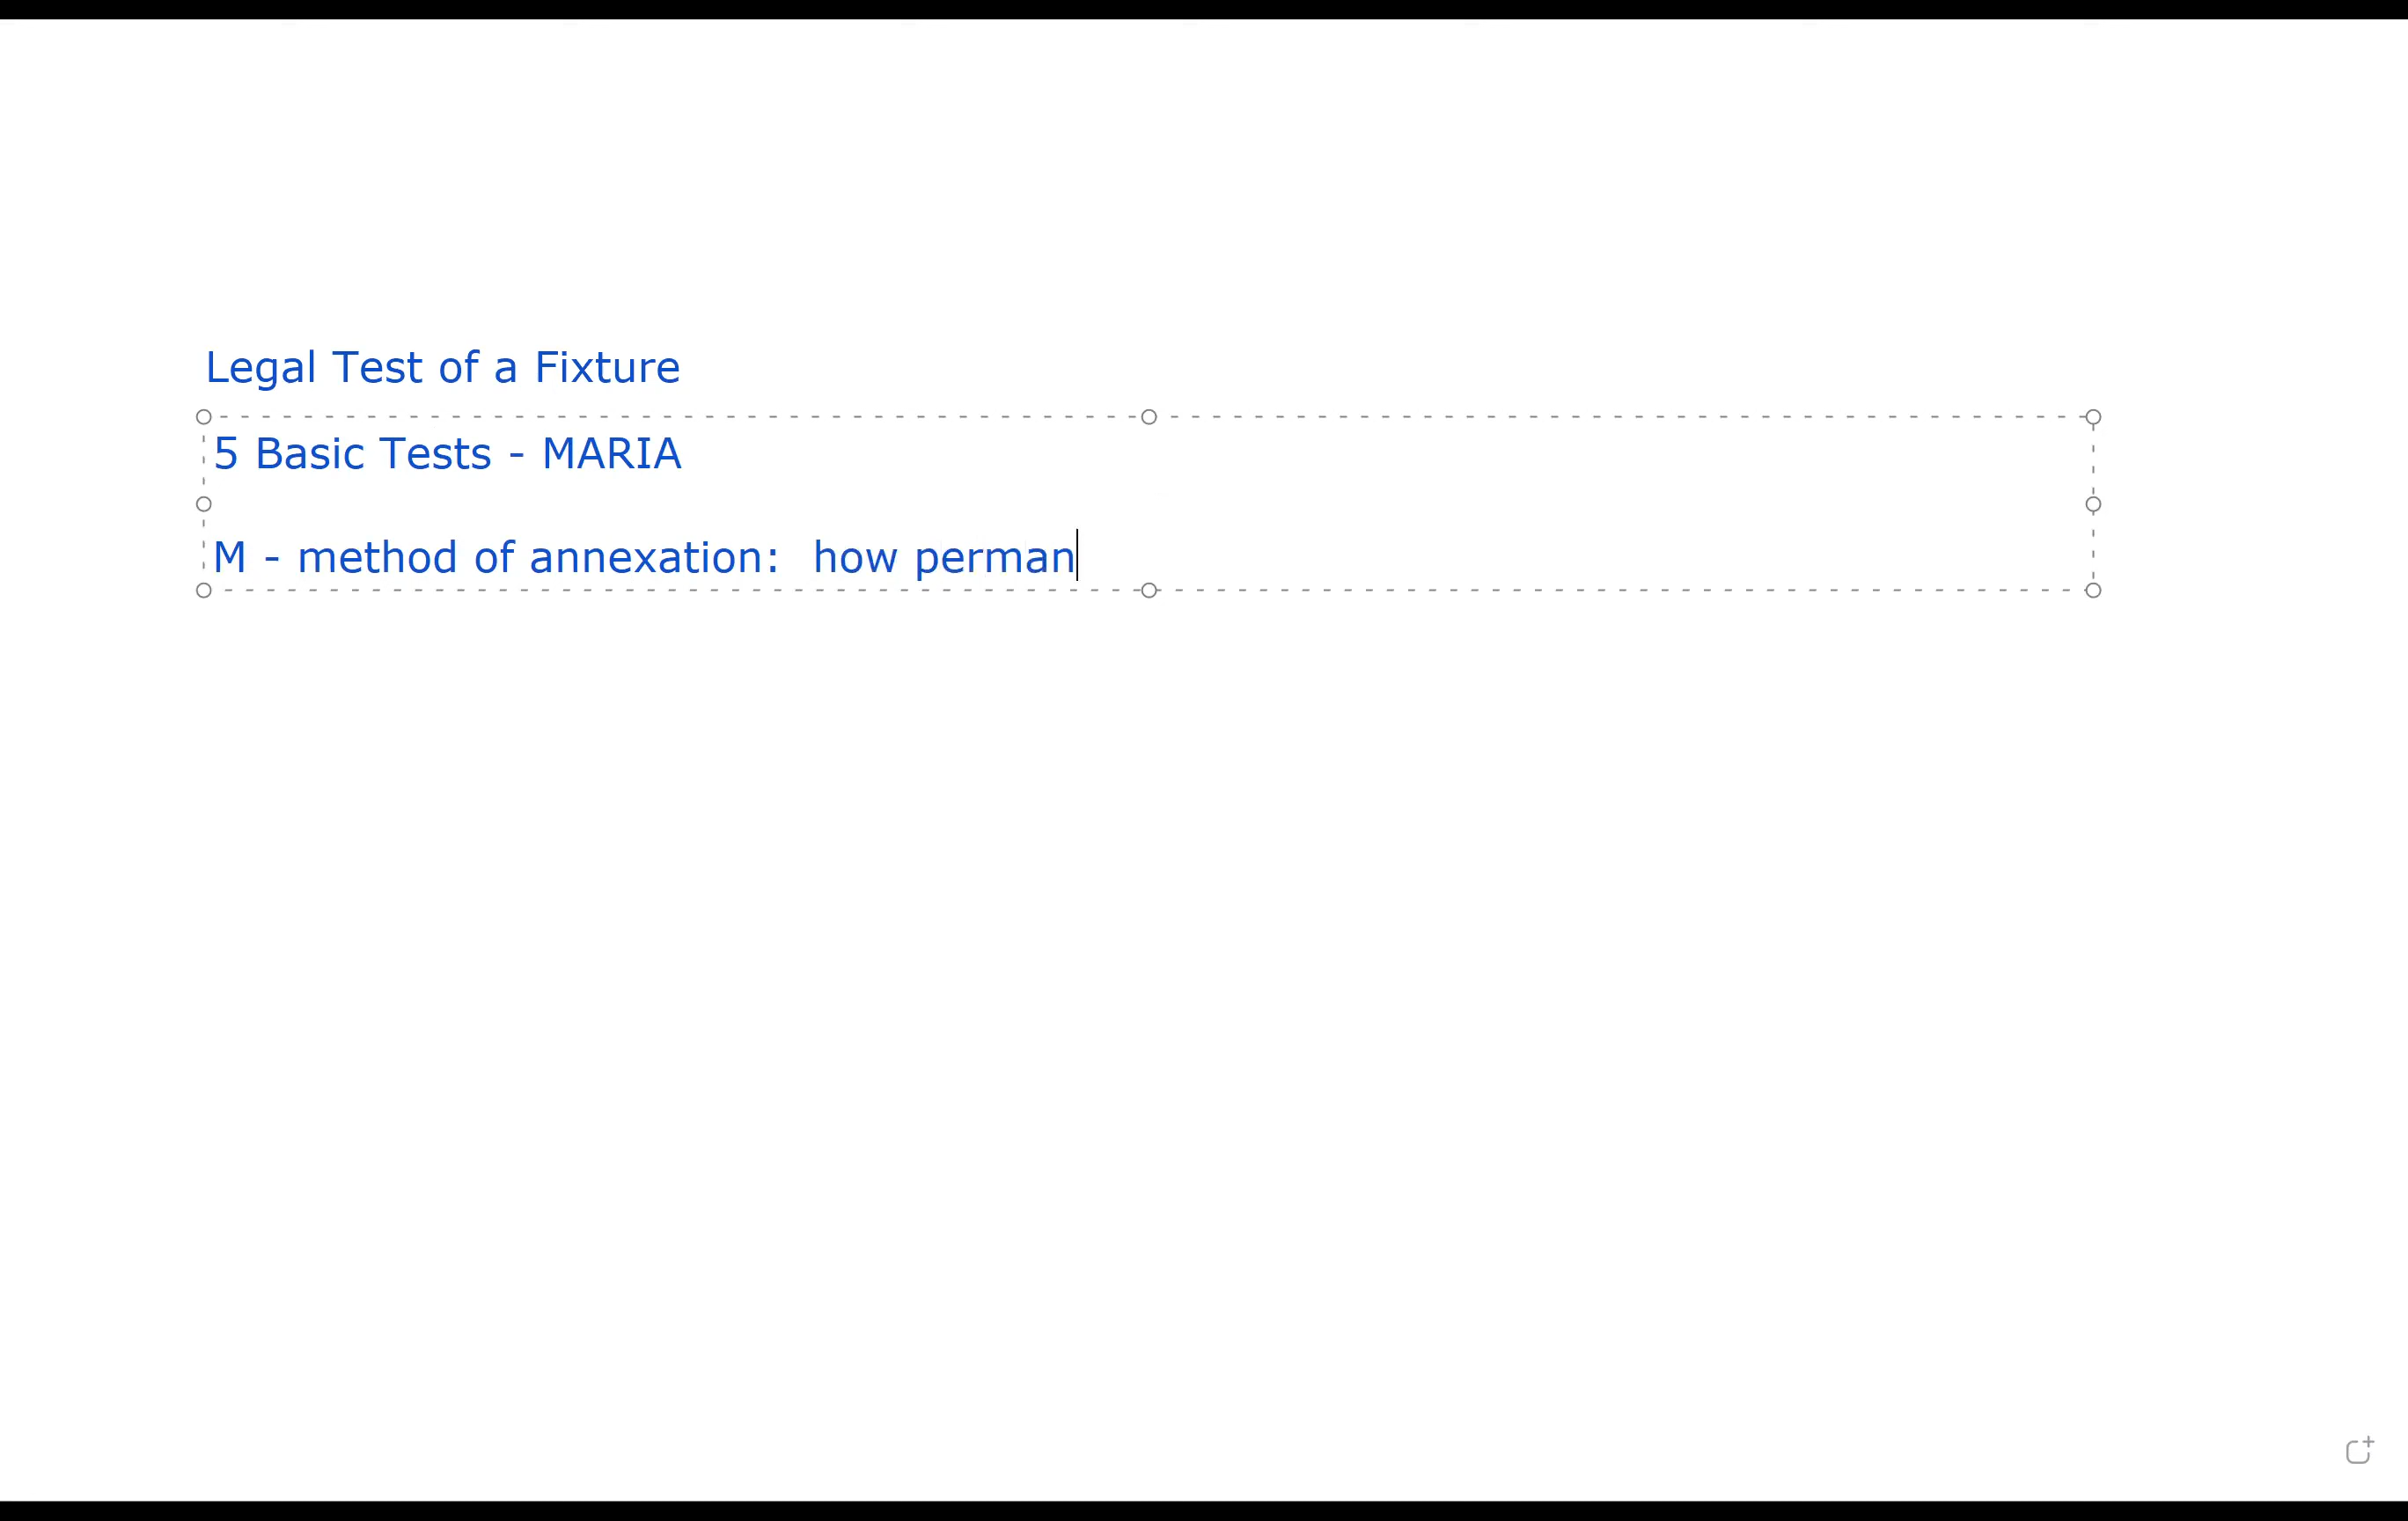 Legal Test of a Fixture
5 Basic Tests - MARIA
M - method of annexation:  how perman